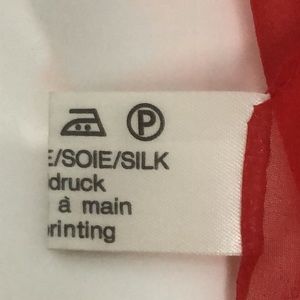 P
E/SOIE/SILK
druck
à main
printing